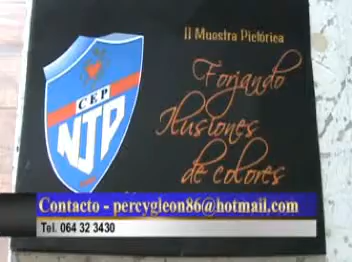 II Muestra Pictórica
Forjando
Ilusiones
de colores
CEP
NJP
Contacto - percygleon86@hotmail.com
Tel. 064 32 3430